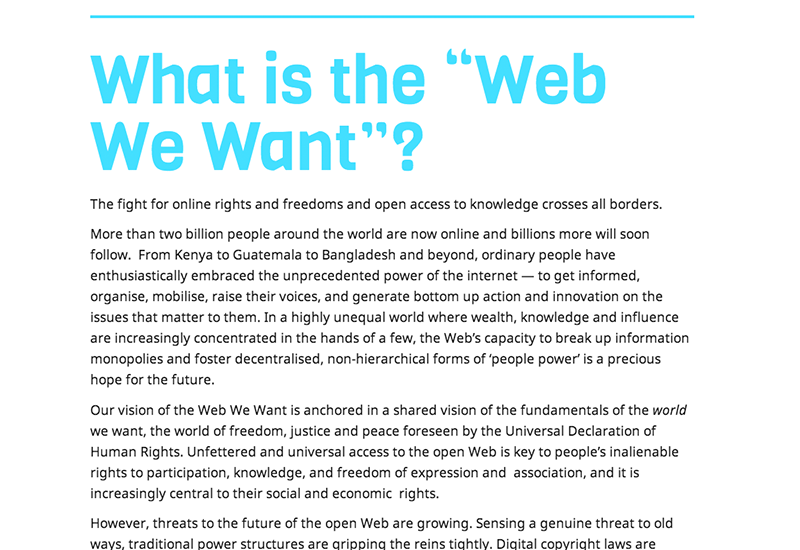 What is the “Web
We Want”?
The fight for online rights and freedoms and open access to knowledge crosses all borders.
More than two billion people around the world are now online and billions more will soon
follow.  From Kenya to Guatemala to Bangladesh and beyond, ordinary people have
enthusiastically embraced the unprecedented power of the internet — to get informed,
organise, mobilise, raise their voices, and generate bottom up action and innovation on the
issues that matter to them. In a highly unequal world where wealth, knowledge and influence
are increasingly concentrated in the hands of a few, the Web’s capacity to break up information
monopolies and foster decentralised, non-hierarchical forms of ‘people power’ is a precious
hope for the future.
Our vision of the Web We Want is anchored in a shared vision of the fundamentals of the world
we want, the world of freedom, justice and peace foreseen by the Universal Declaration of
Human Rights. Unfettered and universal access to the open Web is key to people’s inalienable
rights to participation, knowledge, and freedom of expression and  association, and it is
increasingly central to their social and economic  rights.
However, threats to the future of the open Web are growing. Sensing a genuine threat to old
ways, traditional power structures are gripping the reins tightly. Digital copyright laws are